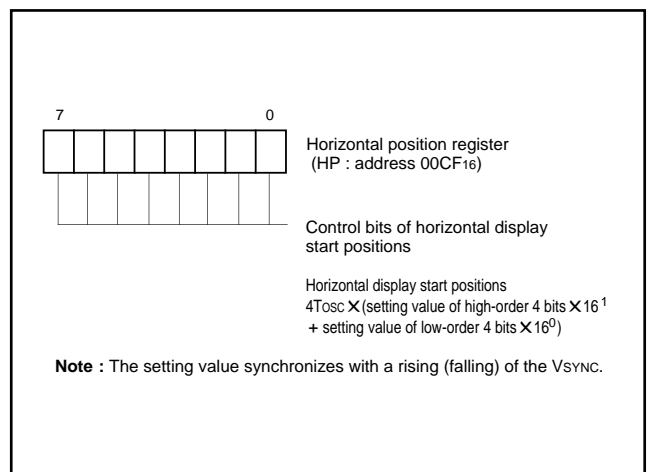 7 0
Horizontal position register
(HP : address 00CF16)
Control bits of horizontal display
start positions
Horizontal display start positions
4Tosc ✕ (setting value of high-order 4 bits ✕ 16 1
+ setting value of low-order 4 bits ✕ 16 0)
Note : The setting value synchronizes with a rising (falling) of the VSYNC.